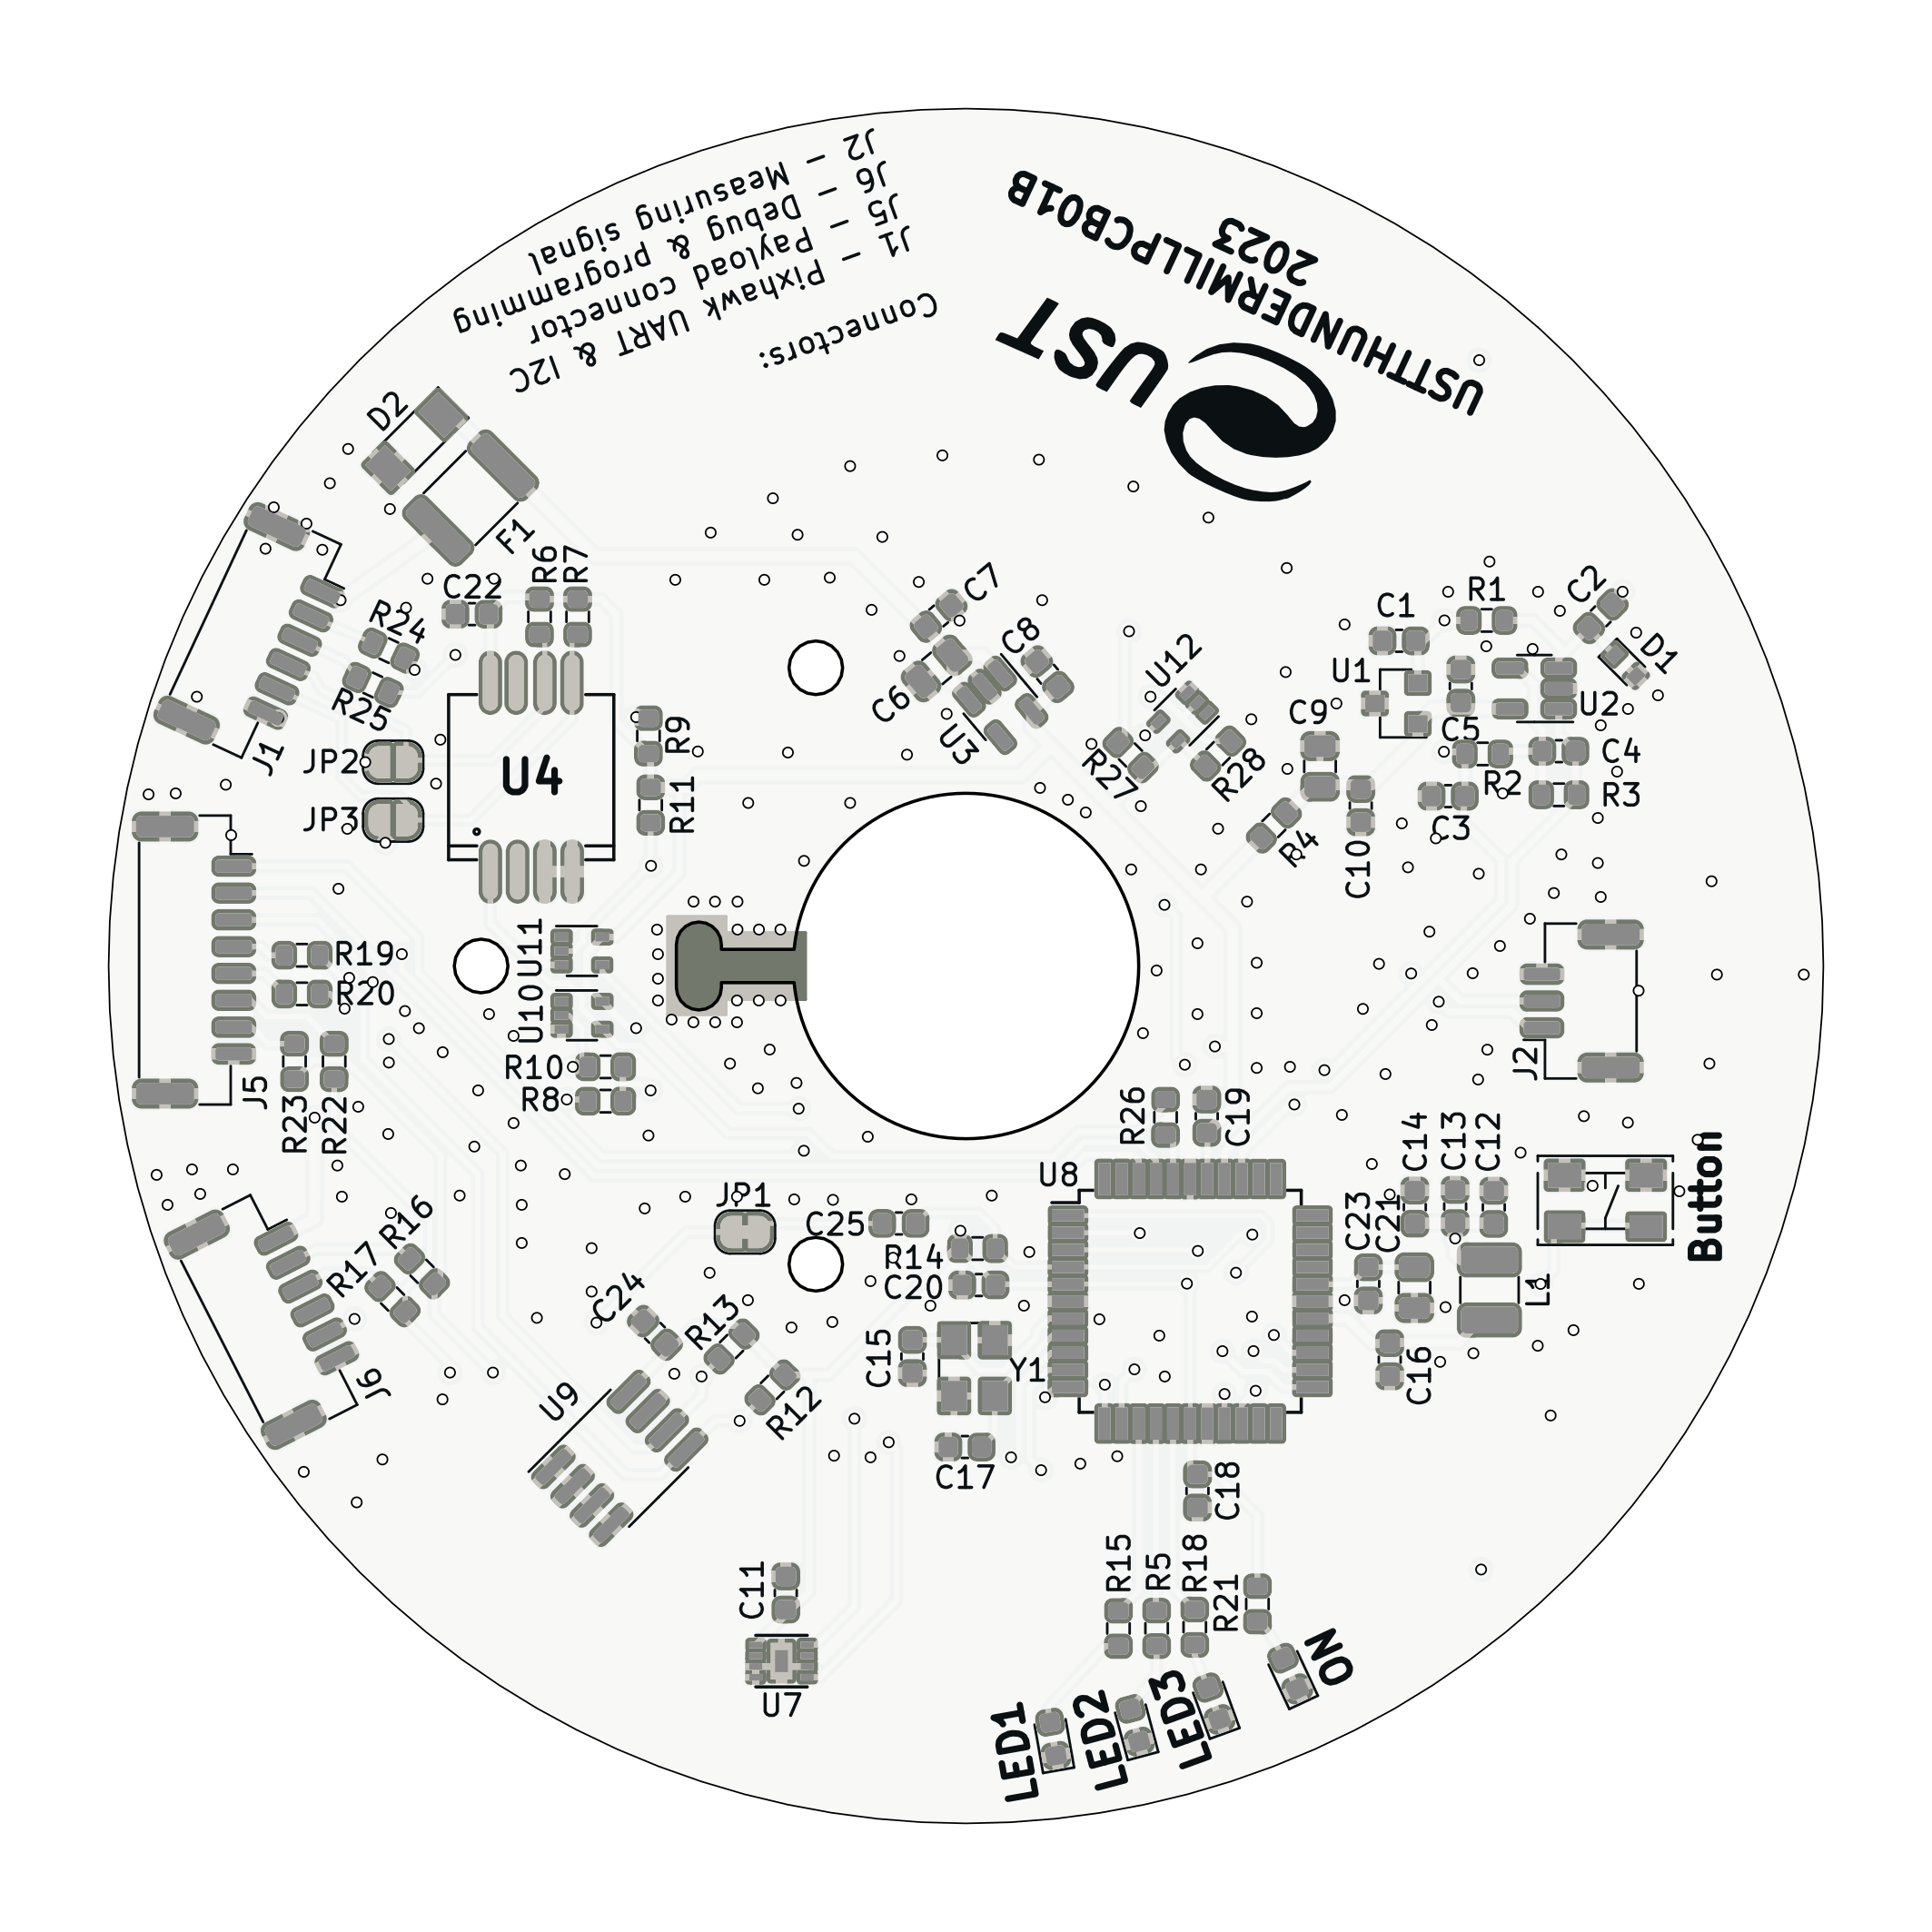 Connectors:
J1 - Pixhawk UART & I2C
J5 - Payload connector
J6 - Debug & programming
J2 - Measuring signal
USTTHUNDERMILLPCB01B
2023
UST
D2
F1
R6
R7
C22
R24
R25
J1
JP2
JP3
U4
R9
R11
C7
C8
C6
U3
U12
R27
R28
C1
R1
C2
D1
U1
U2
C9
C5
C4
R2
R3
C3
R4
C10
U11
R19
R20
U10
R10
R8
J5
R23
R22
J2
R26
C19
C14
C13
C12
Button
U8
JP1
C25
R14
C20
C23
C21
L1
R16
R17
J6
C24
R13
R12
U9
C15
Y1
C16
C17
C18
C11
U7
R15
R5
R18
R21
LED1
LED2
LED3
ON